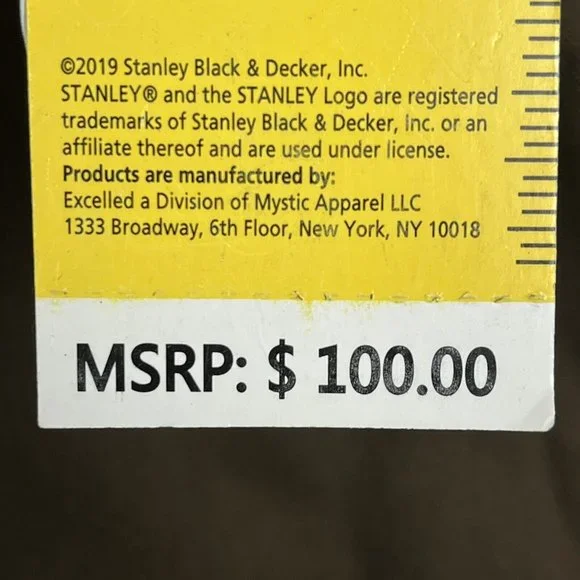 ©2019 Stanley Black & Decker, Inc.
STANLEY® and the STANLEY Logo are registered
trademarks of Stanley Black & Decker, Inc. or an
affiliate thereof and are used under license.
Products are manufactured by:
Excelled a Division of Mystic Apparel LLC
1333 Broadway, 6th Floor, New York, NY 10018
MSRP: $ 100.00